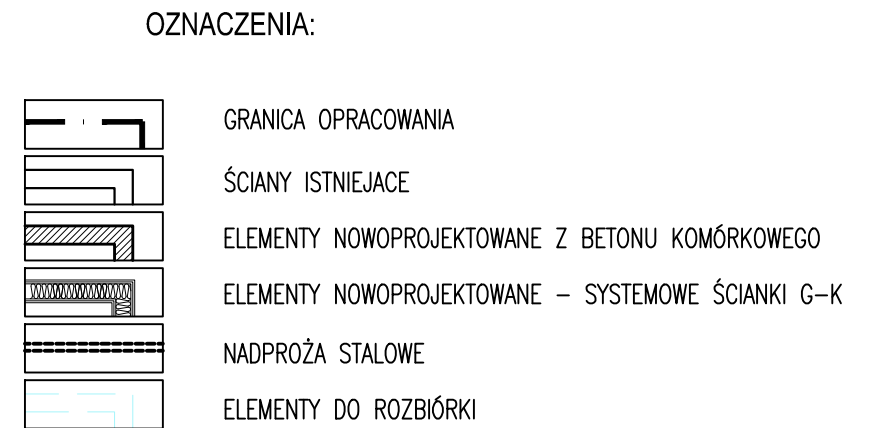 OZNACZENIA:
GRANICA OPRACOWANIA
ŚCIANY ISTNIEJACE
ELEMENTY NOWOPROJEKTOWANE Z BETONU KOMÓRKOWEGO
ELEMENTY NOWOPROJEKTOWANE – SYSTEMOWE ŚCIANKI G–K
NADPROŻA STALOWE
ELEMENTY DO ROZBIÓRKI